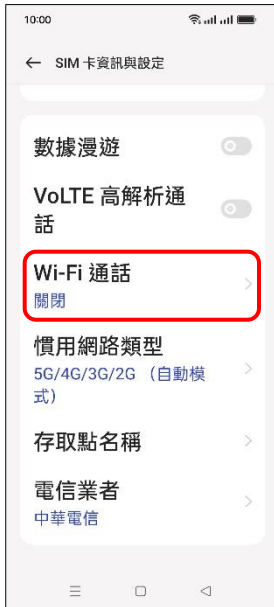 10:00
SIM 卡資訊與設定
數據漫遊
VoLTE 高解析通
話
Wi-Fi 通話
關閉
慣用網路類型
5G/4G/3G/2G （自動模
式）
存取點名稱
電信業者
中華電信